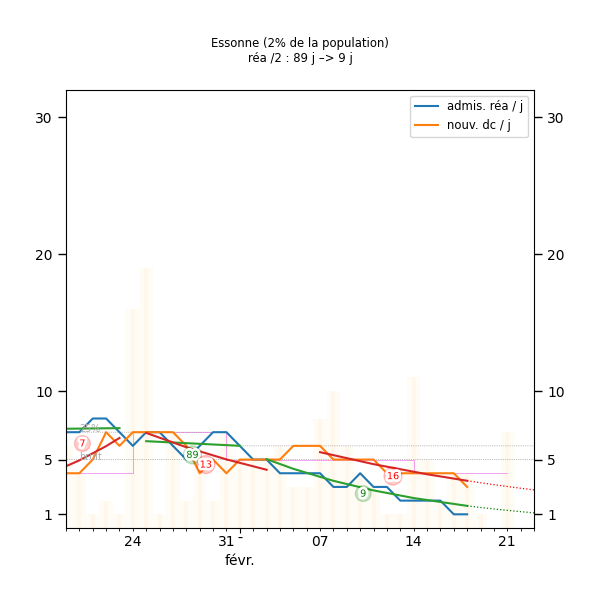 Essonne (2% de la population)
réa /2 : 89 j –> 9 j
admis. réa / j
nouv. dc / j
30 30
20 20
10 10
5 5
1 1
7
89
13
9
16
24 31 07 14 21
févr.